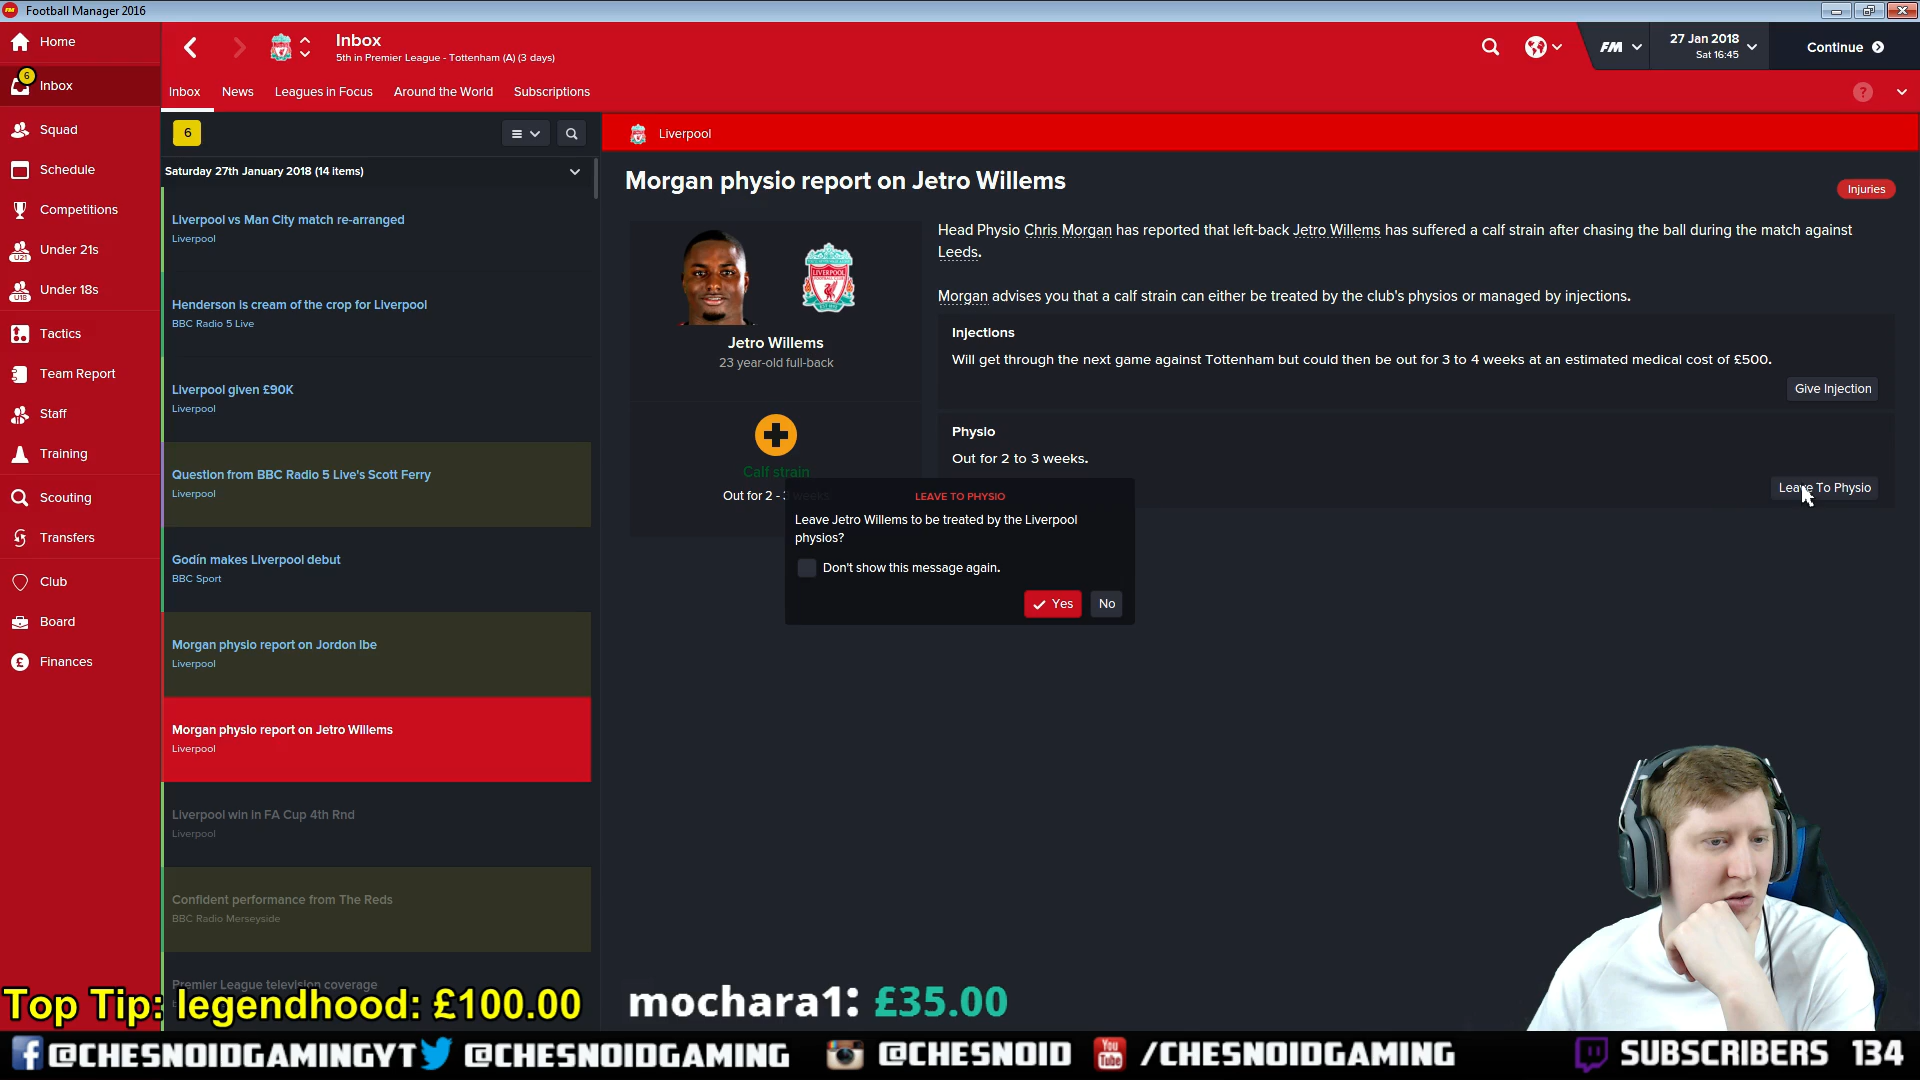 Football Manager 2016
Home
6
Inbox
Squad
Schedule
Competitions
Under 21s
U21
Under 18s
U18
Tactics
Team Report
Staff
Training
Scouting
Transfers
Club
Board
Finances
Inbox
5th in Premier League - Tottenham (A) (3 days)
FM
27 Jan 2018
Sat 16:45
Continue
Inbox
News
Leagues in Focus
Around the World
Subscriptions
?
6
Saturday 27th January 2018 (14 items)
Liverpool vs Man City match re-arranged
Liverpool
Henderson is cream of the crop for Liverpool
BBC Radio 5 Live
Liverpool given £90K
Liverpool
Question from BBC Radio 5 Live's Scott Ferry
Liverpool
Godín makes Liverpool debut
BBC Sport
Morgan physio report on Jordon Ibe
Liverpool
Morgan physio report on Jetro Willems
Liverpool
Liverpool win in FA Cup 4th Rnd
Liverpool
Confident performance from The Reds
BBC Radio Merseyside
Premier League television coverage
Liverpool
Morgan physio report on Jetro Willems
Injuries
Jetro Willems
23 year-old full-back
Calf strain
Out for 2 - 3 weeks
Head Physio Chris Morgan has reported that left-back Jetro Willems has suffered a calf strain after chasing the ball during the match against
Leeds.
Morgan advises you that a calf strain can either be treated by the club's physios or managed by injections.
Injections
Will get through the next game against Tottenham but could then be out for 3 to 4 weeks at an estimated medical cost of £500.
Give Injection
Physio
Out for 2 to 3 weeks.
Leave To Physio
LEAVE TO PHYSIO
Leave Jetro Willems to be treated by the Liverpool
physios?
Don't show this message again.
Yes
No
Top Tip: legendhood: £100.00
mochara1: £35.00
@CHESNOIDGAMINGYT
@CHESNOIDGAMING
@CHESNOID
You Tube
/CHESNOIDGAMING
SUBSCRIBERS 134